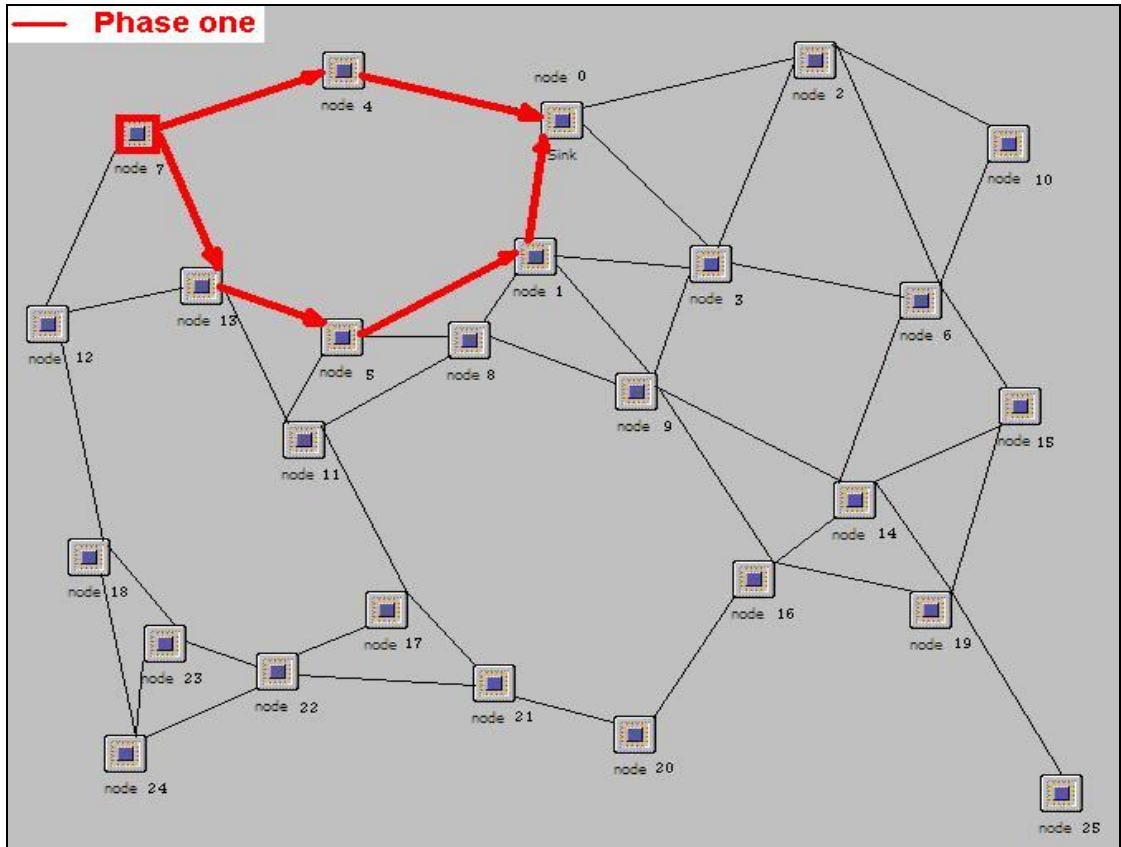 Phase one
node 0
node 2
node 4
Sink
node 7
node 10
node 1
node 3
node 13
node 6
node 12
node 5
node 8
node 9
node 15
node 11
node 14
node 18
node 16
node 17
node 19
node 23
node 22
node 21
node 20
node 24
node 25